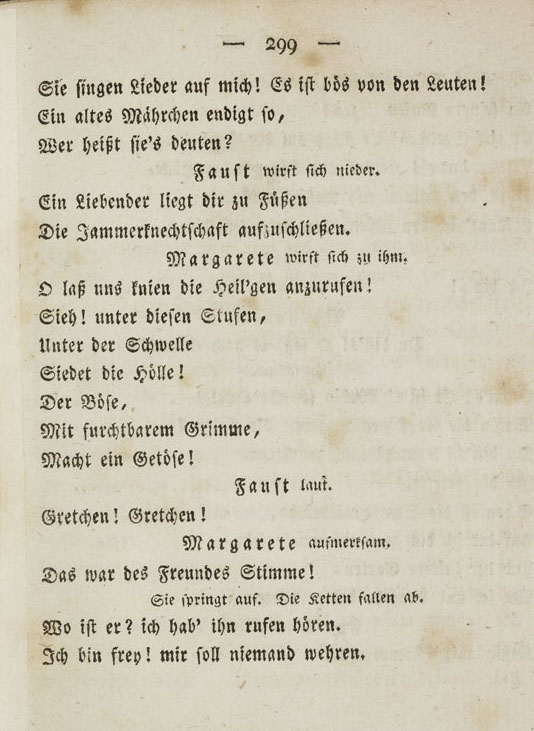 — 299 —
Sie singen Lieder auf mich! Es ist bös von den Leuten!
Ein altes Mährchen endigt so,
Wer heißt sie's deuten?
Faust wirft sich nieder.
Ein Liebender liegt dir zu Füßen
Die Jammerknechtschaft aufzuschließen.
Margarete wirft sich zu ihm.
O laß uns knien die Heil'gen anzurufen!
Sieh! unter diesen Stufen,
Unter der Schwelle
Siedet die Hölle!
Der Böse,
Mit furchtbarem Grimme,
Macht ein Getöse!
Faust laut.
Gretchen! Gretchen!
Margarete aufmerksam.
Das war des Freundes Stimme!
Sie springt auf. Die Ketten fallen ab.
Wo ist er? ich hab' ihn rufen hören.
Ich bin frey! mir soll niemand wehren.